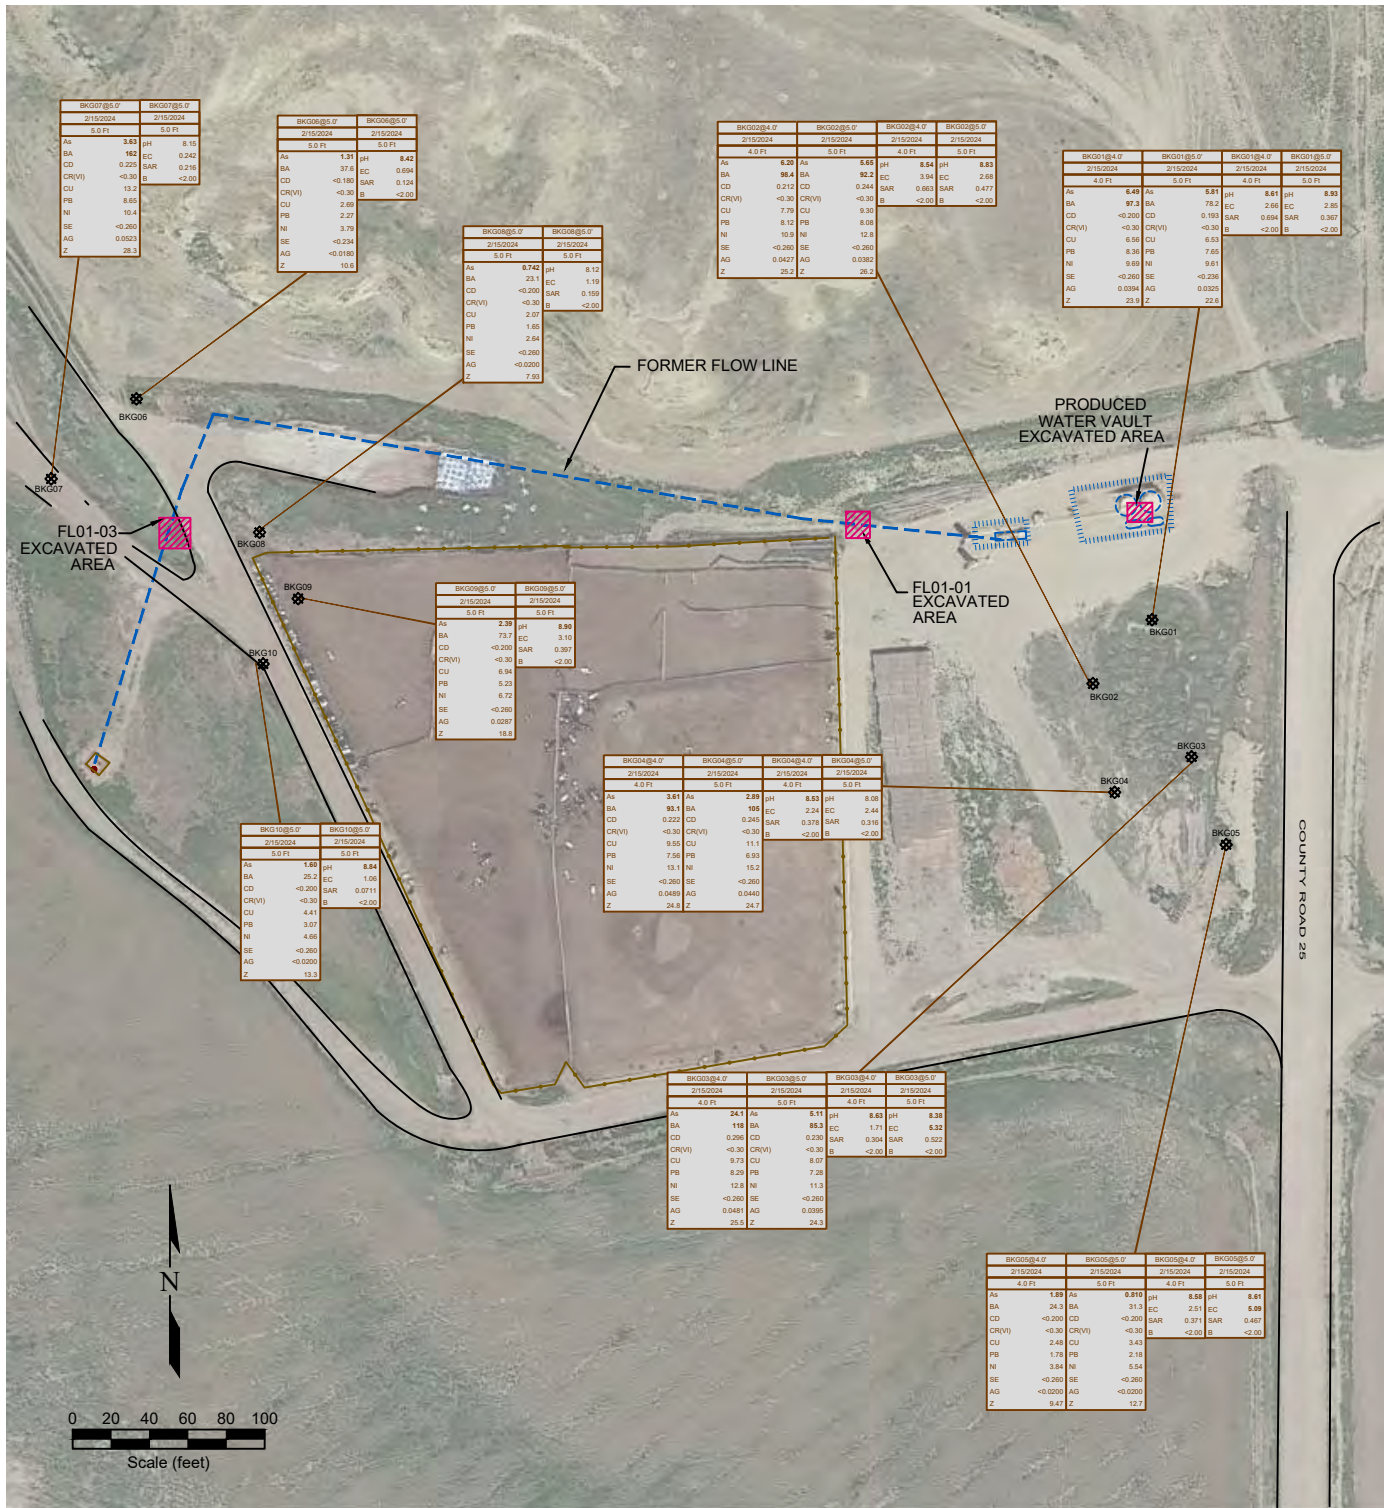 BKG07@5.0' BKG07@5.0'
2/15/2024 2/15/2024
5.0 Ft 5.0 Ft
As 3.63 pH 8.15
BA 162 EC 0.242
CD 0.225 SAR 0.216
CR(VI) <0.30 B <2.00
CU 13.2
PB 8.65
NI 10.4
SE <0.260
AG 0.0523
Z 28.3
BKG06@5.0' BKG06@5.0'
2/15/2024 2/15/2024
5.0 Ft 5.0 Ft
As 1.31 pH 8.42
BA 37.6 EC 0.694
CD <0.180 SAR 0.124
CR(VI) <0.30 B <2.00
CU 2.69
PB 2.27
NI 3.79
SE <0.234
AG <0.0180
Z 10.6
BKG08@5.0' BKG08@5.0'
2/15/2024 2/15/2024
5.0 Ft 5.0 Ft
As 0.742 pH 8.12
BA 23.1 EC 1.19
CD <0.200 SAR 0.159
CR(VI) <0.30 B <2.00
CU 2.07
PB 1.65
NI 2.64
SE <0.260
AG <0.0200
Z 7.93
BKG02@4.0' BKG02@5.0' BKG02@4.0' BKG02@5.0'
2/15/2024 2/15/2024 2/15/2024 2/15/2024
4.0 Ft 5.0 Ft 4.0 Ft 5.0 Ft
As 6.20 As 5.65 pH 8.54 pH 8.83
BA 98.4 BA 92.2 EC 3.94 EC 2.68
CD 0.212 CD 0.244 SAR 0.663 SAR 0.477
CR(VI) <0.30 CR(VI) <0.30 B <2.00 B <2.00
CU 7.79 CU 9.30
PB 8.12 PB 8.08
NI 10.9 NI 12.8
SE <0.260 SE <0.260
AG 0.0427 AG 0.0382
Z 25.2 Z 26.2
BKG01@4.0' BKG01@5.0' BKG01@4.0' BKG01@5.0'
2/15/2024 2/15/2024 2/15/2024 2/15/2024
4.0 Ft 5.0 Ft 4.0 Ft 5.0 Ft
As 6.49 As 5.81 pH 8.61 pH 8.93
BA 97.3 BA 78.2 EC 2.66 EC 2.85
CD <0.200 CD 0.193 SAR 0.694 SAR 0.367
CR(VI) <0.30 CR(VI) <0.30 B <2.00 B <2.00
CU 6.56 CU 6.53
PB 8.36 PB 7.65
NI 9.69 NI 9.61
SE <0.260 SE <0.236
AG 0.0394 AG 0.0325
Z 23.9 Z 22.6
FORMER FLOW LINE
PRODUCED
WATER VAULT
EXCAVATED AREA
BKG06
BKG07
FL01-03
EXCAVATED
AREA
BKG08
BKG09
BKG10
FL01-01
EXCAVATED
AREA
BKG01
BKG02
BKG03
BKG04
BKG05
BKG09@5.0' BKG09@5.0'
2/15/2024 2/15/2024
5.0 Ft 5.0 Ft
As 2.39 pH 8.90
BA 73.7 EC 3.10
CD <0.200 SAR 0.397
CR(VI) <0.30 B <2.00
CU 6.94
PB 5.23
NI 6.72
SE <0.260
AG 0.0287
Z 18.8
BKG04@4.0' BKG04@5.0' BKG04@4.0' BKG04@5.0'
2/15/2024 2/15/2024 2/15/2024 2/15/2024
4.0 Ft 5.0 Ft 4.0 Ft 5.0 Ft
As 3.61 As 2.89 pH 8.53 pH 8.08
BA 93.1 BA 105 EC 2.24 EC 2.44
CD 0.222 CD 0.245 SAR 0.378 SAR 0.316
CR(VI) <0.30 CR(VI) <0.30 B <2.00 B <2.00
CU 9.55 CU 11.1
PB 7.56 PB 6.93
NI 13.1 NI 15.2
SE <0.260 SE <0.260
AG 0.0489 AG 0.0440
Z 24.8 Z 24.7
BKG10@5.0' BKG10@5.0'
2/15/2024 2/15/2024
5.0 Ft 5.0 Ft
As 1.60 pH 8.84
BA 25.2 EC 1.06
CD <0.200 SAR 0.0711
CR(VI) <0.30 B <2.00
CU 4.41
PB 3.07
NI 4.66
SE <0.260
AG <0.0200
Z 13.3
COUNTY ROAD 25
BKG03@4.0' BKG03@5.0' BKG03@4.0' BKG03@5.0'
2/15/2024 2/15/2024 2/15/2024 2/15/2024
4.0 Ft 5.0 Ft 4.0 Ft 5.0 Ft
As 24.1 As 5.11 pH 8.63 pH 8.38
BA 118 BA 85.3 EC 1.71 EC 5.32
CD 0.296 CD 0.230 SAR 0.304 SAR 0.522
CR(VI) <0.30 CR(VI) <0.30 B <2.00 B <2.00
CU 9.73 CU 8.07
PB 8.29 PB 7.28
NI 12.8 NI 11.3
SE <0.260 SE <0.260
AG 0.0481 AG 0.0395
Z 25.5 Z 24.3
BKG05@4.0' BKG05@5.0' BKG05@4.0' BKG05@5.0'
2/15/2024 2/15/2024 2/15/2024 2/15/2024
4.0 Ft 5.0 Ft 4.0 Ft 5.0 Ft
As 1.89 As 0.810 pH 8.58 pH 8.61
BA 24.3 BA 31.3 EC 2.51 EC 5.09
CD <0.200 CD <0.200 SAR 0.371 SAR 0.467
CR(VI) <0.30 CR(VI) <0.30 B <2.00 B <2.00
CU 2.48 CU 3.43
PB 1.78 PB 2.18
NI 3.84 NI 5.54
SE <0.260 SE <0.260
AG <0.0200 AG <0.0200
Z 9.47 Z 12.7
N
0 20 40 60 80 100
Scale (feet)